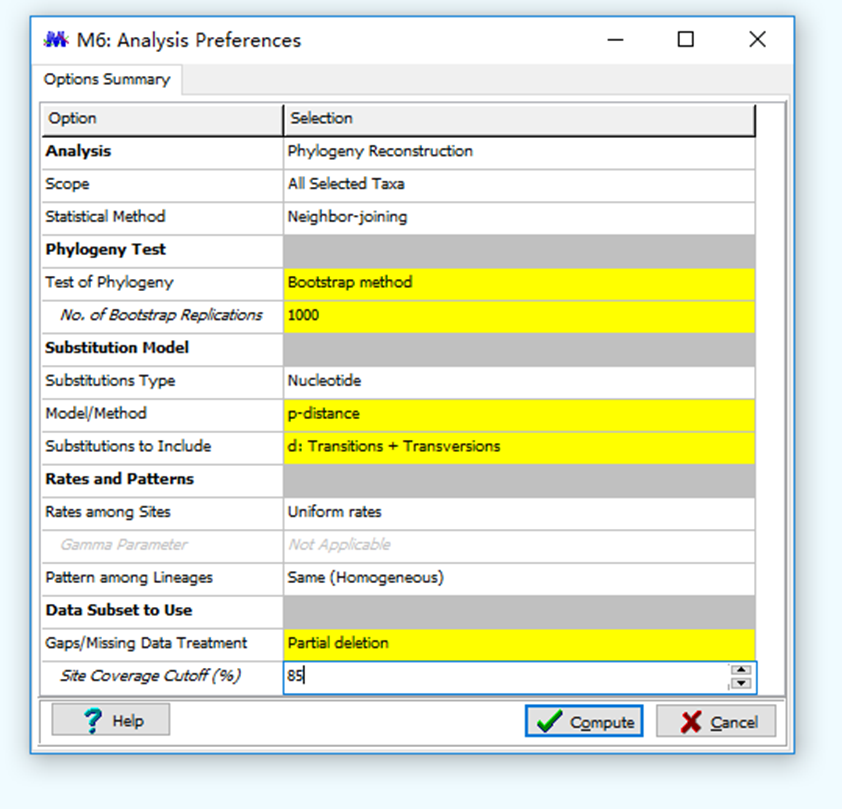 M6: Analysis Preferences
Options Summary
Option Selection
Analysis Phylogeny Reconstruction
Scope All Selected Taxa
Statistical Method Neighbor-joining
Phylogeny Test
Test of Phylogeny Bootstrap method
No. of Bootstrap Replications 1000
Substitution Model
Substitutions Type Nucleotide
Model/Method p-distance
Substitutions to Include d: Transitions + Transversions
Rates and Patterns
Rates among Sites Uniform rates
Gamma Parameter Not Applicable
Pattern among Lineages Same (Homogeneous)
Data Subset to Use
Gaps/Missing Data Treatment Partial deletion
Site Coverage Cutoff (%) 85
Help Compute Cancel